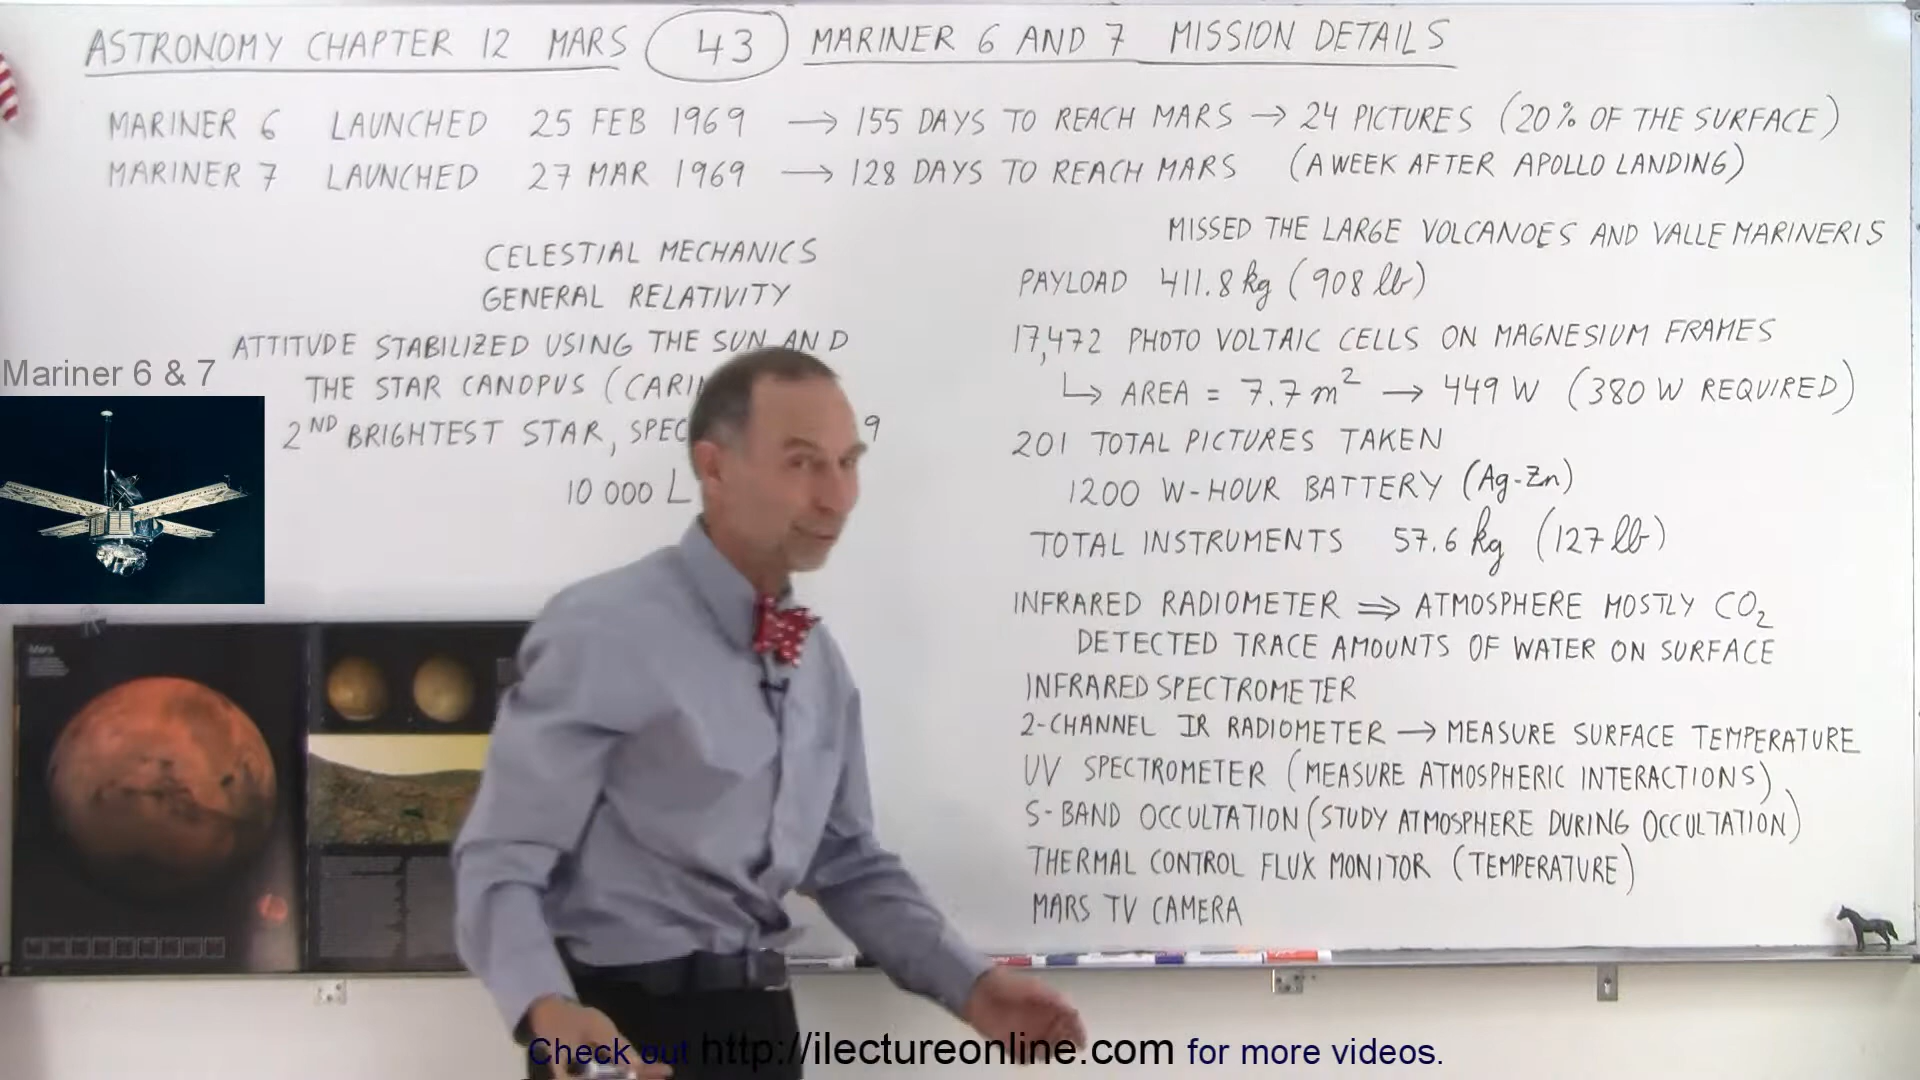 ASTRONOMY CHAPTER 12 MARS 43 MARINER 6 AND 7 MISSION DETAILS
MARINER 6 LAUNCHED 25 FEB 1969 → 155 DAYS TO REACH MARS → 24 PICTURES (20% OF THE SURFACE)
MARINER 7 LAUNCHED 27 MAR 1969 → 128 DAYS TO REACH MARS (A WEEK AFTER APOLLO LANDING)
CELESTIAL MECHANICS
GENERAL RELATIVITY
ATTITUDE STABILIZED USING THE SUN AND
THE STAR CANOPUS (CARI
2ND BRIGHTEST STAR, SPEC 9
10 000 L
Mariner 6 & 7
Mars
MISSED THE LARGE VOLCANOES AND VALLE MARINERIS
PAYLOAD 411.8 kg (908 lb)
17,472 PHOTO VOLTAIC CELLS ON MAGNESIUM FRAMES
↳ AREA = 7.7 m² → 449 W (380 W REQUIRED)
201 TOTAL PICTURES TAKEN
1200 W-HOUR BATTERY (Ag-Zn)
TOTAL INSTRUMENTS 57.6 kg (127 lb)
INFRARED RADIOMETER ⇒ ATMOSPHERE MOSTLY CO₂
DETECTED TRACE AMOUNTS OF WATER ON SURFACE
INFRARED SPECTROMETER
2-CHANNEL IR RADIOMETER → MEASURE SURFACE TEMPERATURE
UV SPECTROMETER (MEASURE ATMOSPHERIC INTERACTIONS)
S-BAND OCCULTATION (STUDY ATMOSPHERE DURING OCCULTATION)
THERMAL CONTROL FLUX MONITOR (TEMPERATURE)
MARS TV CAMERA
Check out http://ilectureonline.com for more videos.